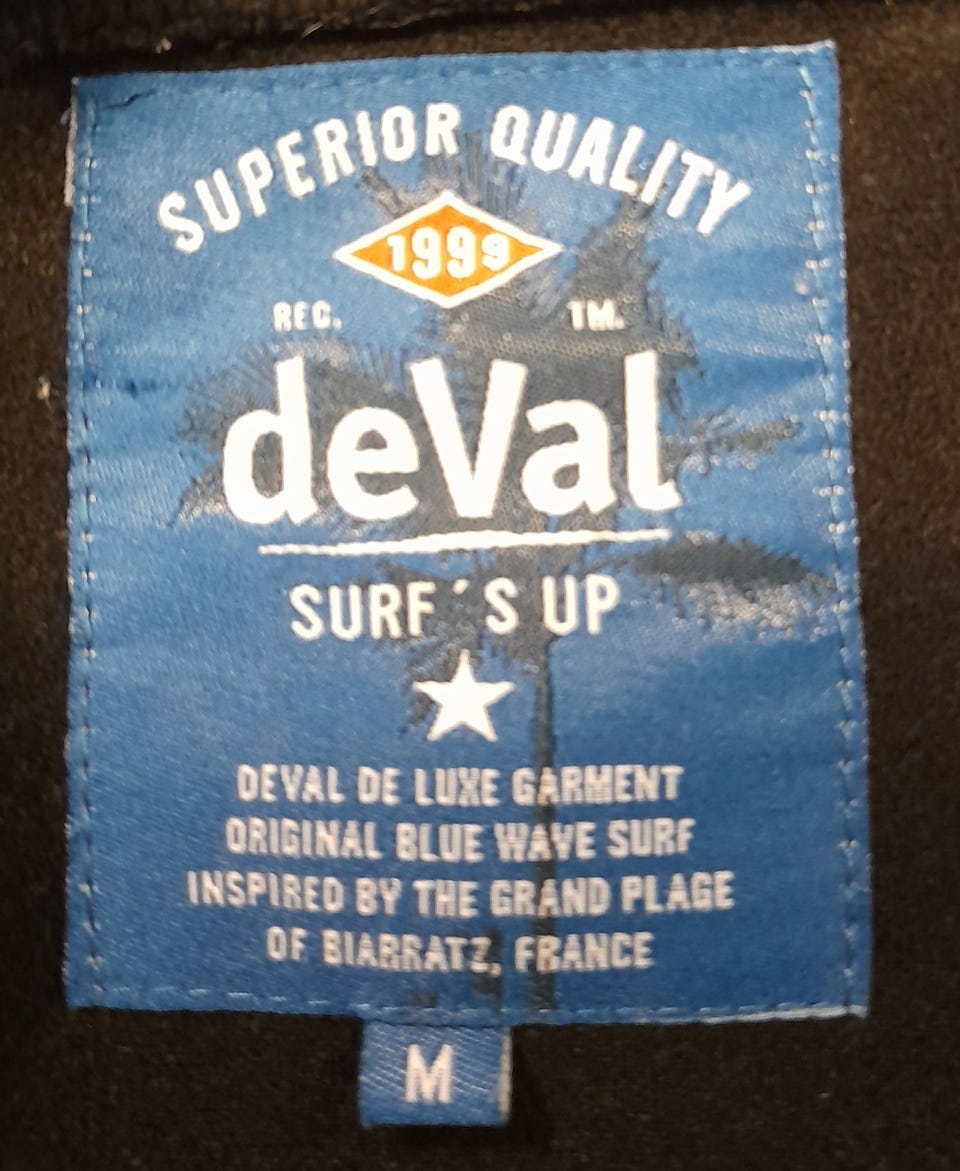 SUPERIOR QUALITY
1999
REG. TM.
deVal
SURF´S UP
DEVAL DE LUXE GARMENT
ORIGINAL BLUE WAVE SURF
INSPIRED BY THE GRAND PLAGE
OF BIARRATZ, FRANCE
M